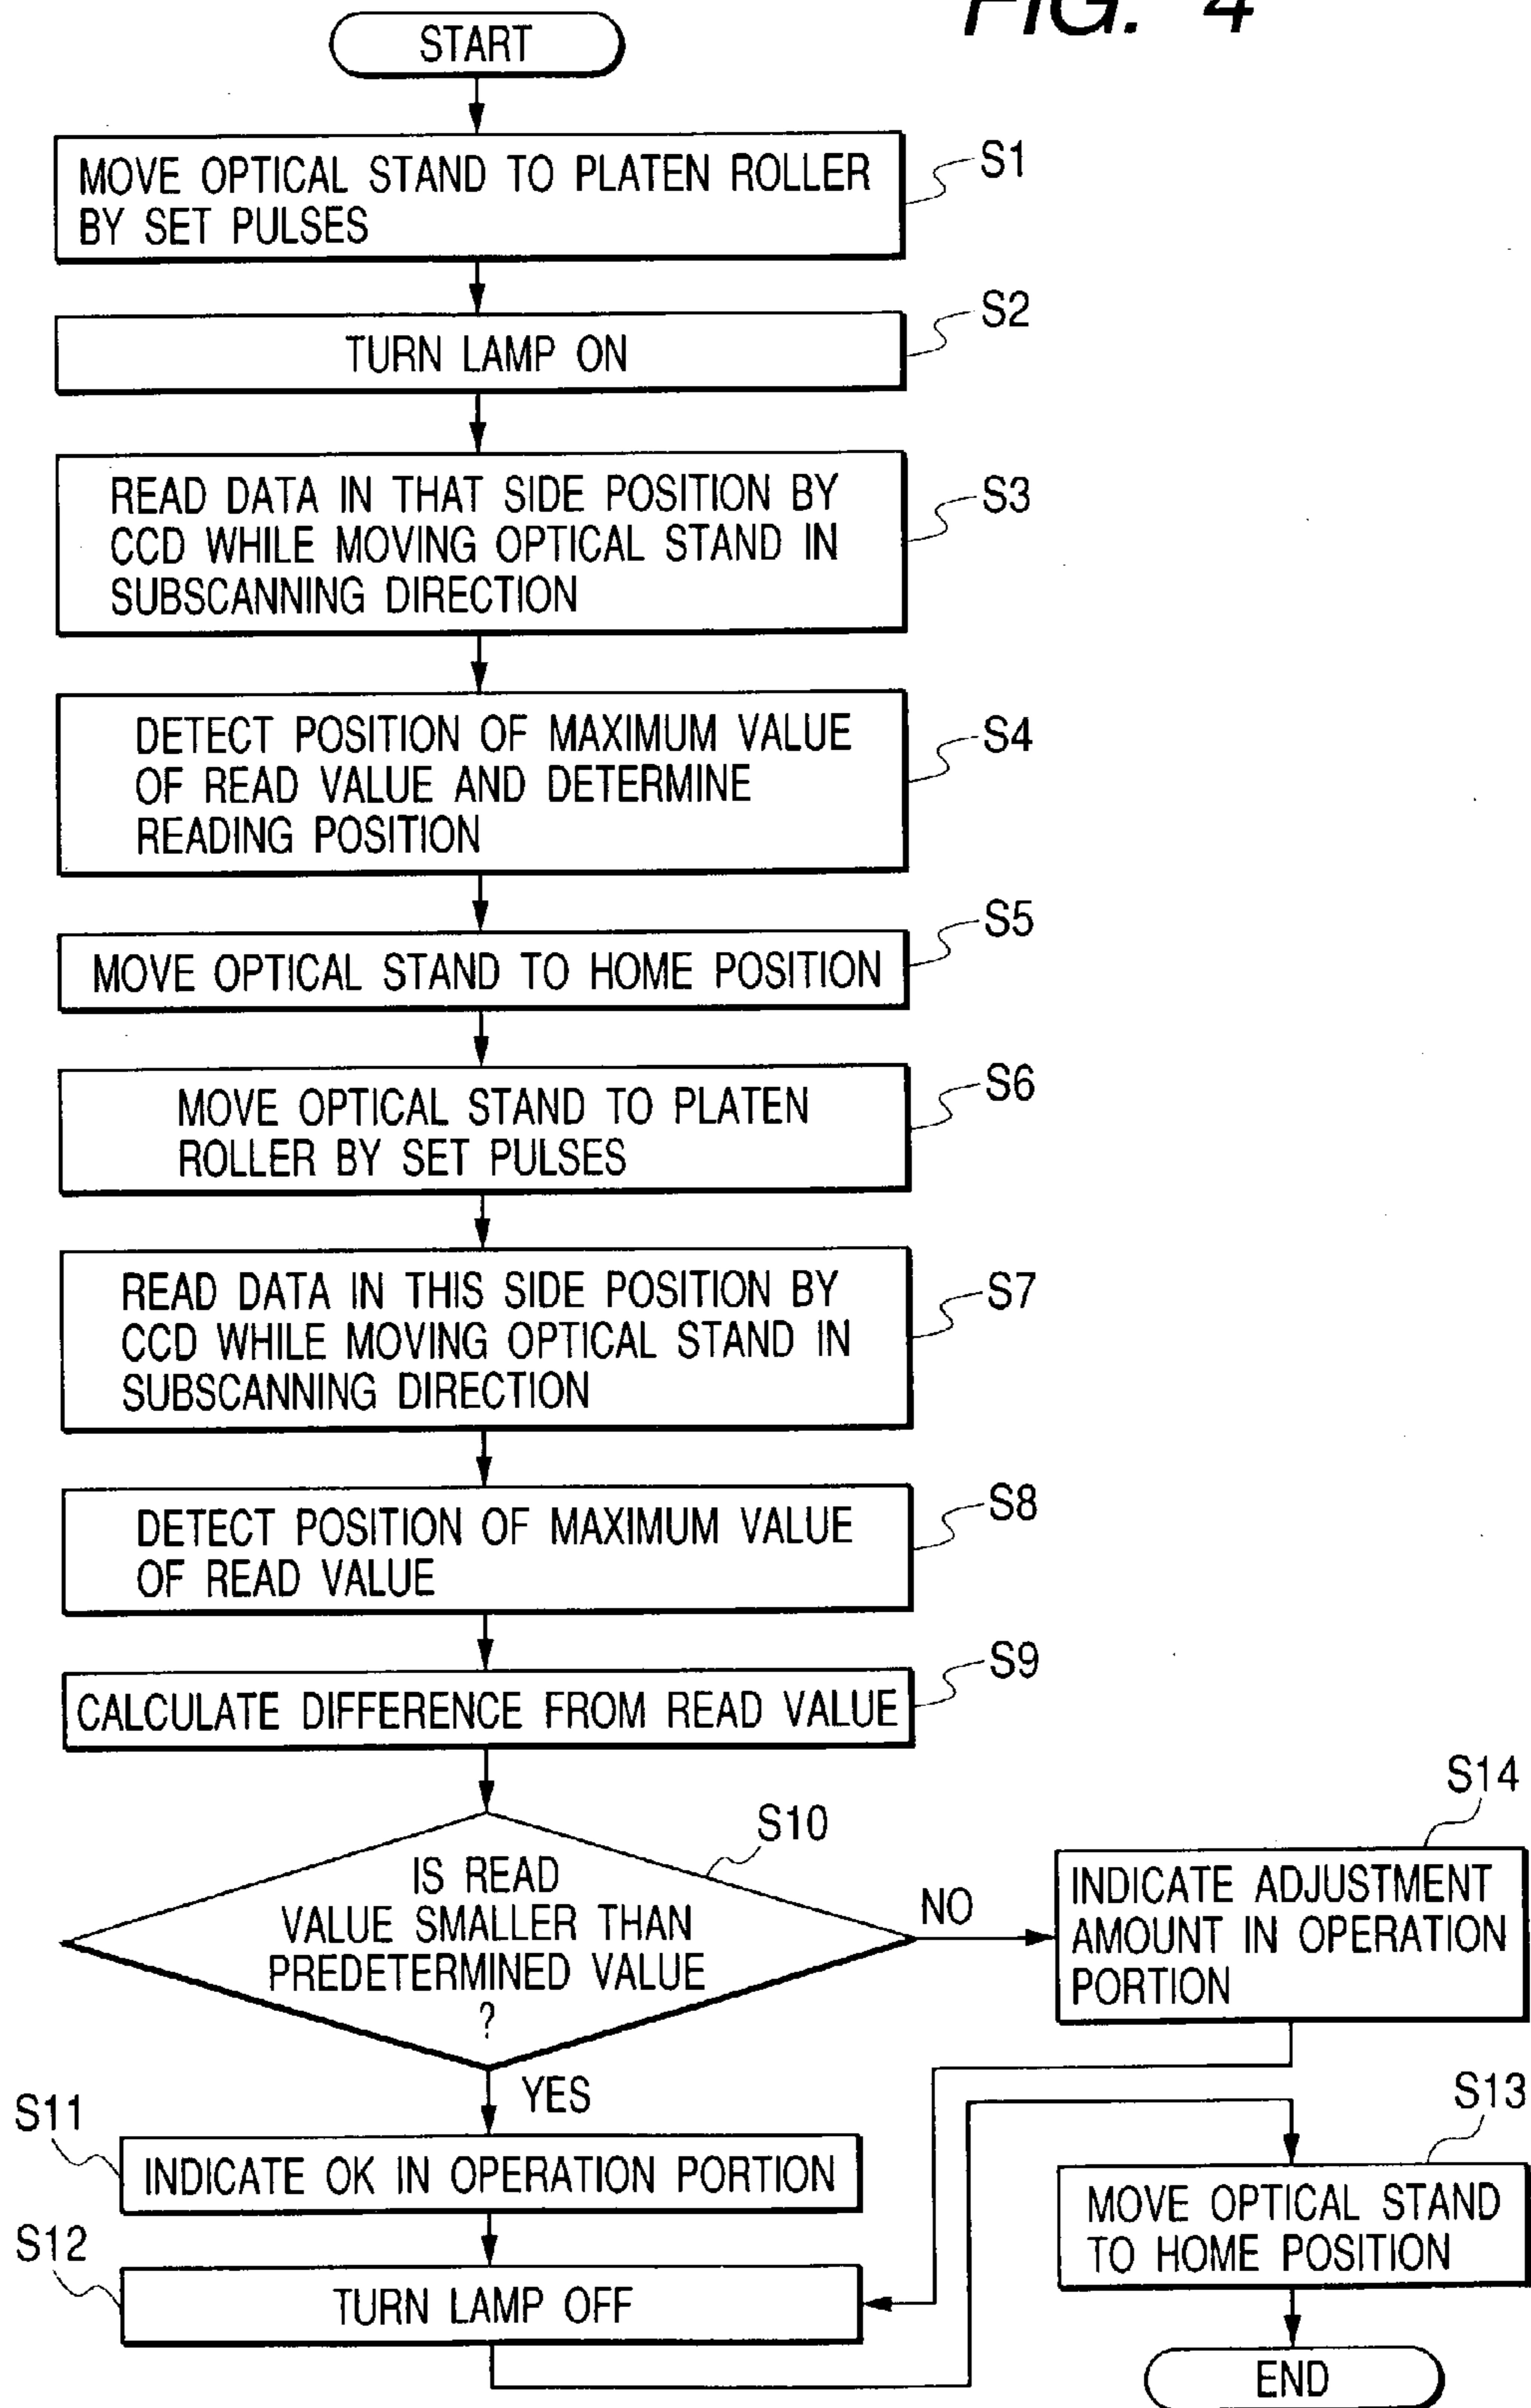 FIG. 4
START
MOVE OPTICAL STAND TO PLATEN ROLLER
BY SET PULSES
S1
TURN LAMP ON
S2
READ DATA IN THAT SIDE POSITION BY
CCD WHILE MOVING OPTICAL STAND IN
SUBSCANNING DIRECTION
S3
DETECT POSITION OF MAXIMUM VALUE
OF READ VALUE AND DETERMINE
READING POSITION
S4
MOVE OPTICAL STAND TO HOME POSITION
S5
MOVE OPTICAL STAND TO PLATEN
ROLLER BY SET PULSES
S6
READ DATA IN THIS SIDE POSITION BY
CCD WHILE MOVING OPTICAL STAND IN
SUBSCANNING DIRECTION
S7
DETECT POSITION OF MAXIMUM VALUE
OF READ VALUE
S8
CALCULATE DIFFERENCE FROM READ VALUE
S9
IS READ
VALUE SMALLER THAN
PREDETERMINED VALUE
?
S10
NO
S14
INDICATE ADJUSTMENT
AMOUNT IN OPERATION
PORTION
YES
S11
INDICATE OK IN OPERATION PORTION
S12
TURN LAMP OFF
S13
MOVE OPTICAL STAND
TO HOME POSITION
END